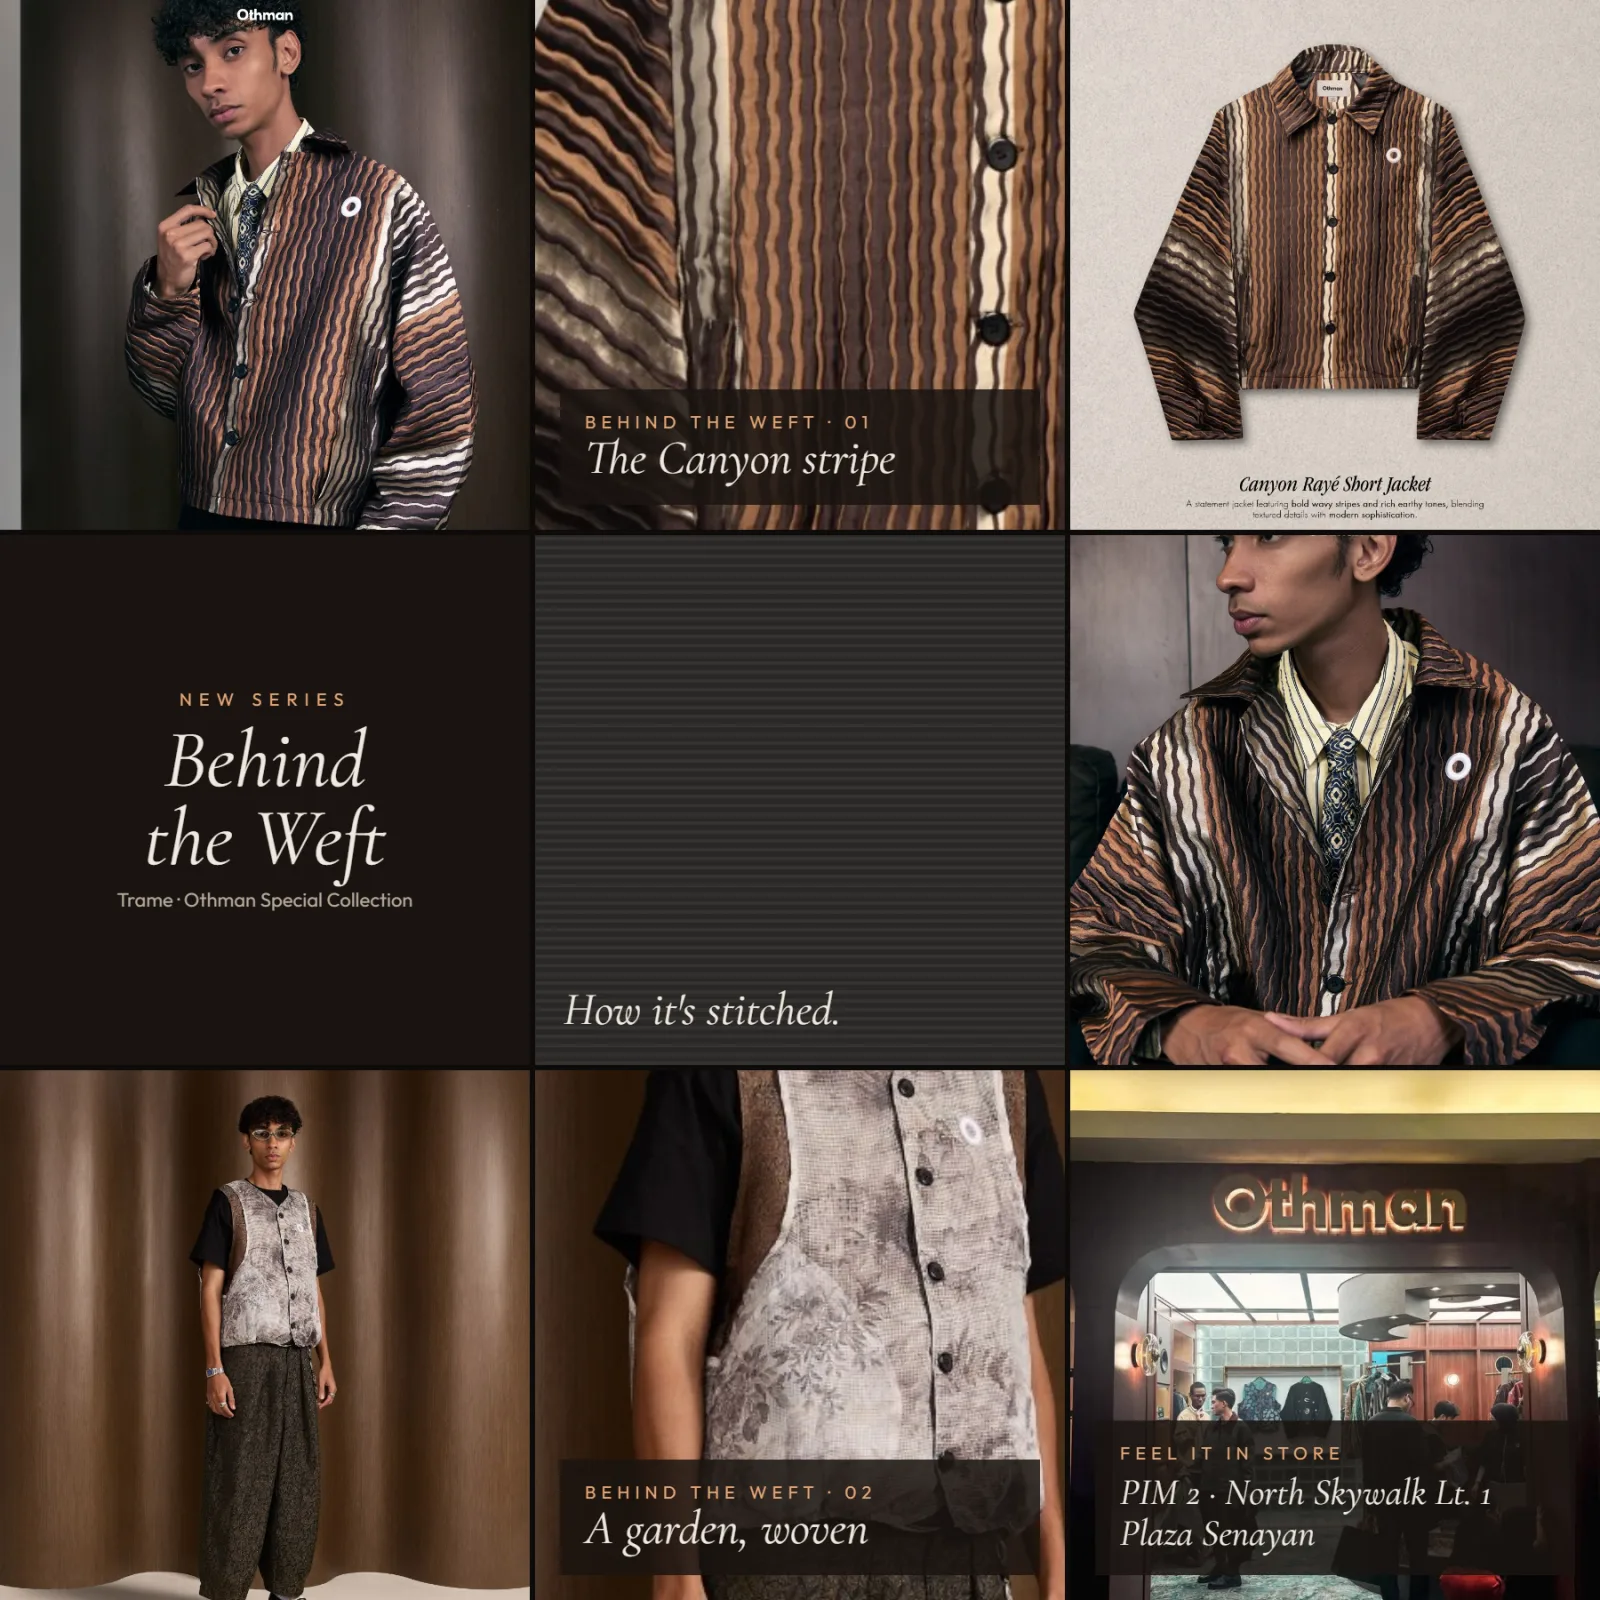 Othman
BEHIND THE WEFT · 01
The Canyon stripe
Othman
Canyon Rayé Short Jacket
A statement jacket featuring bold wavy stripes and rich earthy tones, blending
textured details with modern sophistication.
NEW SERIES
Behind
the Weft
Trame · Othman Special Collection
How it's stitched.
BEHIND THE WEFT · 02
A garden, woven
Othman
FEEL IT IN STORE
PIM 2 · North Skywalk Lt. 1
Plaza Senayan